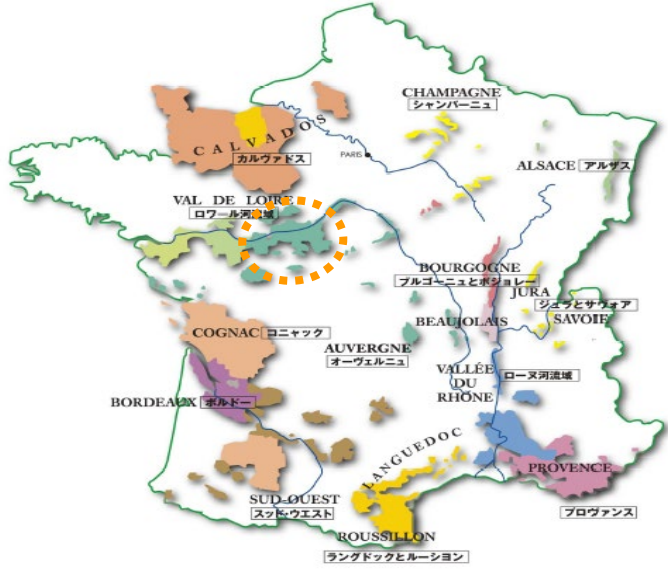 CHAMPAGNE
シャンパーニュ
CALVADOS
カルヴァドス
PARIS
ALSACE アルザス
VAL DE LOIRE
ロワール河流域
BOURGOGNE
ブルゴーニュとボジョレー
JURA
ジュラとサヴォア
SAVOIE
BEAUJOLAIS
COGNAC コニャック
AUVERGNE
オーヴェルニュ
VALLÉE
DU
RHÔNE
ローヌ河流域
BORDEAUX ボルドー
LANGUEDOC
PROVENCE
プロヴァンス
SUD-OUEST
スッド・ウエスト
ROUSSILLON
ラングドックとルーション